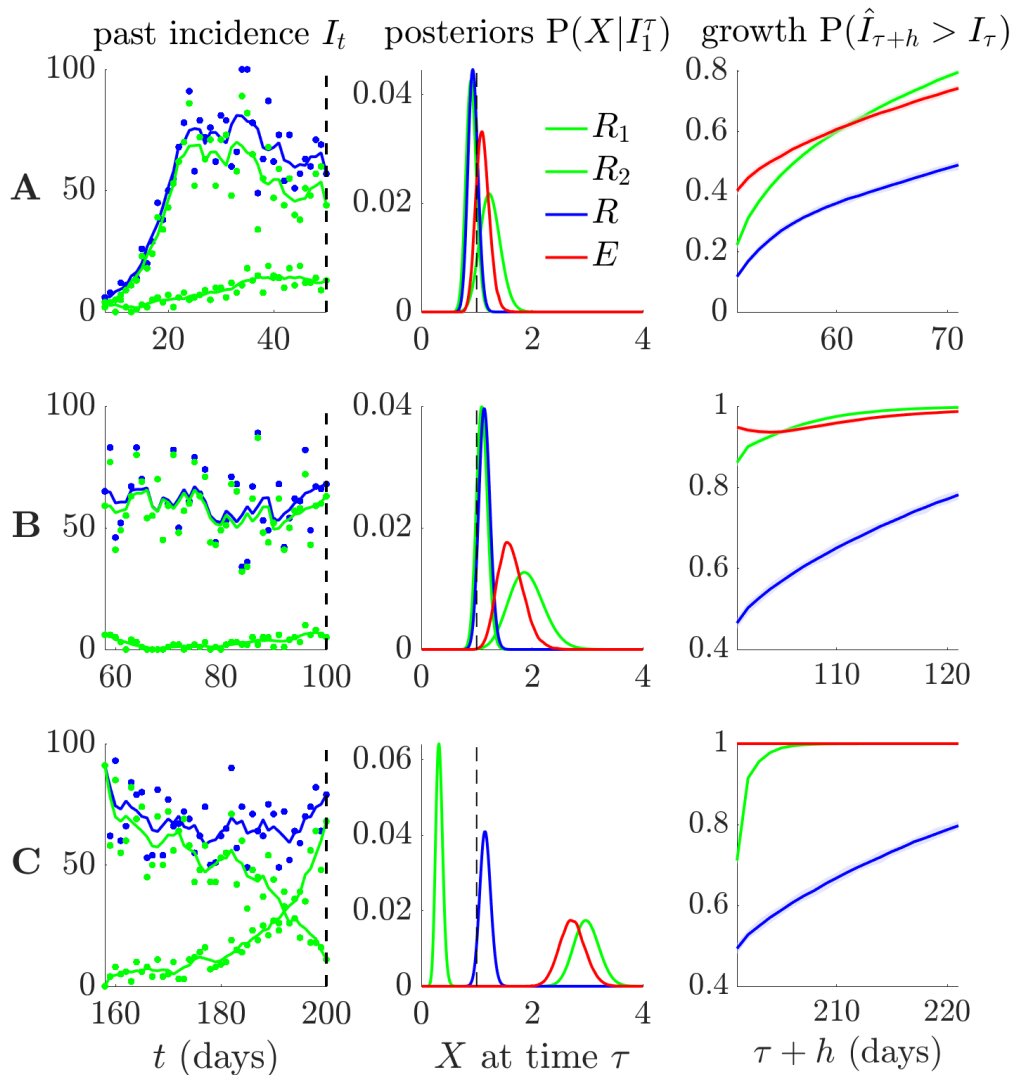 past incidence Iₜ posteriors P(X|I₁^τ) growth P(Î_{τ+h} > I_τ)
A
100
50
0
20 40
0.04
0.02
0
0 2 4
R₁
R₂
R
E
0.8
0.6
0.4
0.2
0
60 70
B
100
50
0
60 80 100
0.04
0.02
0
0 2 4
1
0.8
0.6
0.4
110 120
C
100
50
0
160 180 200
0.06
0.04
0.02
0
0 2 4
1
0.8
0.6
0.4
210 220
t (days) X at time τ τ + h (days)